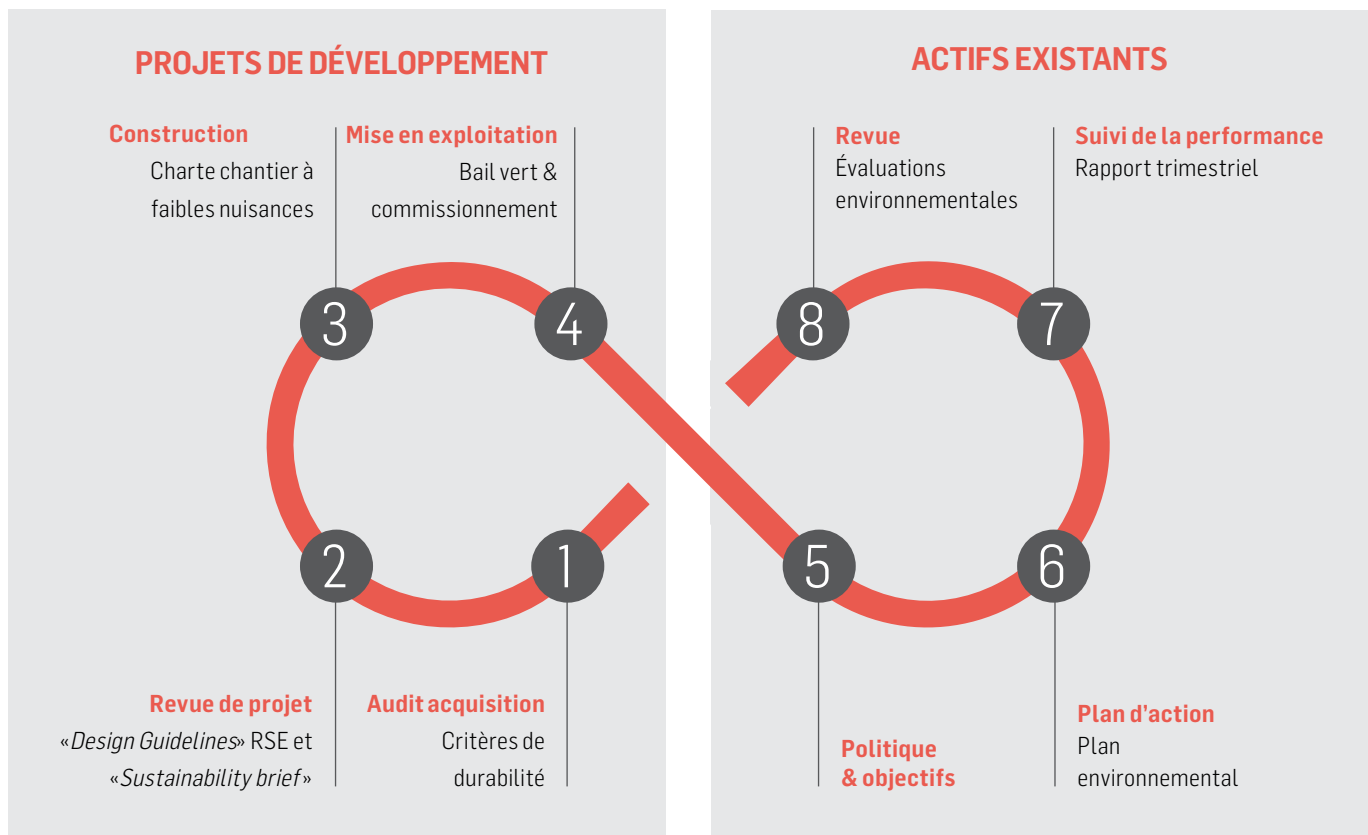 PROJETS DE DÉVELOPPEMENT
Construction
Charte chantier à
faibles nuisances
Mise en exploitation
Bail vert &
commissionnement
3
4
2
1
Revue de projet
«Design Guidelines» RSE et
«Sustainability brief»
Audit acquisition
Critères de
durabilité
ACTIFS EXISTANTS
Revue
Évaluations
environnementales
Suivi de la performance
Rapport trimestriel
8
7
5
6
Politique
& objectifs
Plan d’action
Plan
environmental